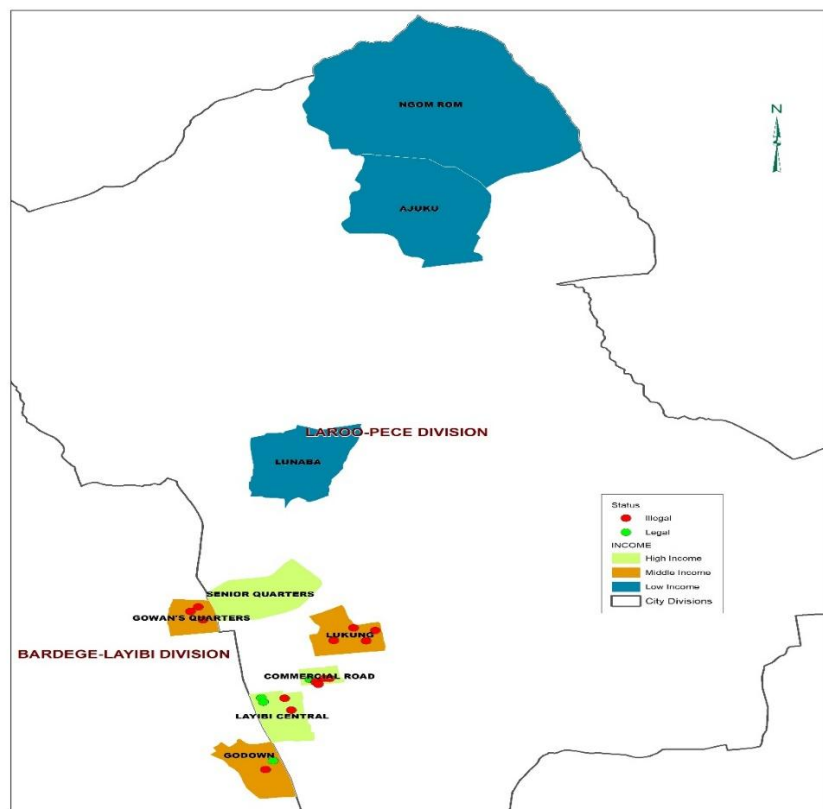 NGOM ROM
N
AJUKU
LAROO-PECE DIVISION
LUNABA
Status
Illogal
Legal
INCOME
High Income
Middle Income
Low Income
City Divisions
SENIOR QUARTERS
GOWAN'S QUARTERS
LUKUNG
BARDEGE-LAYIBI DIVISION
COMMERCIAL ROAD
LAYIBI CENTRAL
GODOWN